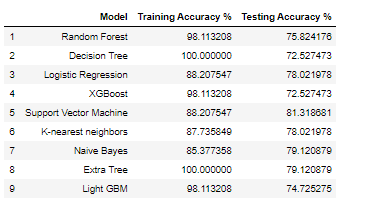 Model Training Accuracy % Testing Accuracy %
1 Random Forest 98.113208 75.824176
2 Decision Tree 100.000000 72.527473
3 Logistic Regression 88.207547 78.021978
4 XGBoost 98.113208 72.527473
5 Support Vector Machine 88.207547 81.318681
6 K-nearest neighbors 87.735849 78.021978
7 Naive Bayes 85.377358 79.120879
8 Extra Tree 100.000000 79.120879
9 Light GBM 98.113208 74.725275